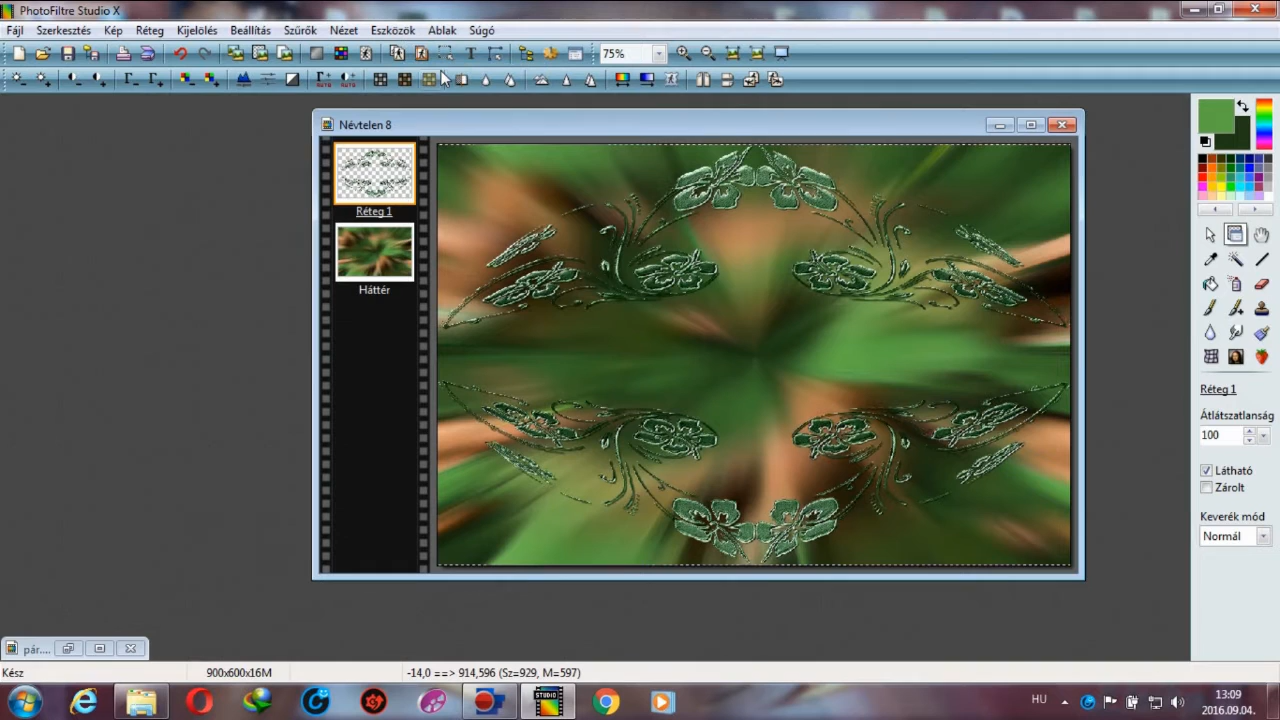 PhotoFiltre Studio X
Fájl Szerkesztés Kép Réteg Kijelölés Beállítás Szűrők Nézet Eszközök Ablak Súgó
75%
Névtelen 8
Réteg 1
Háttér
Réteg 1
Átlátszatlanság
100
Látható
Zárolt
Keverék mód
Normál
pár....
Kész 900x600x16M -14,0 ==> 914,596 (Sz=929, M=597)
STUDIO
HU
13:09
2016.09.04.